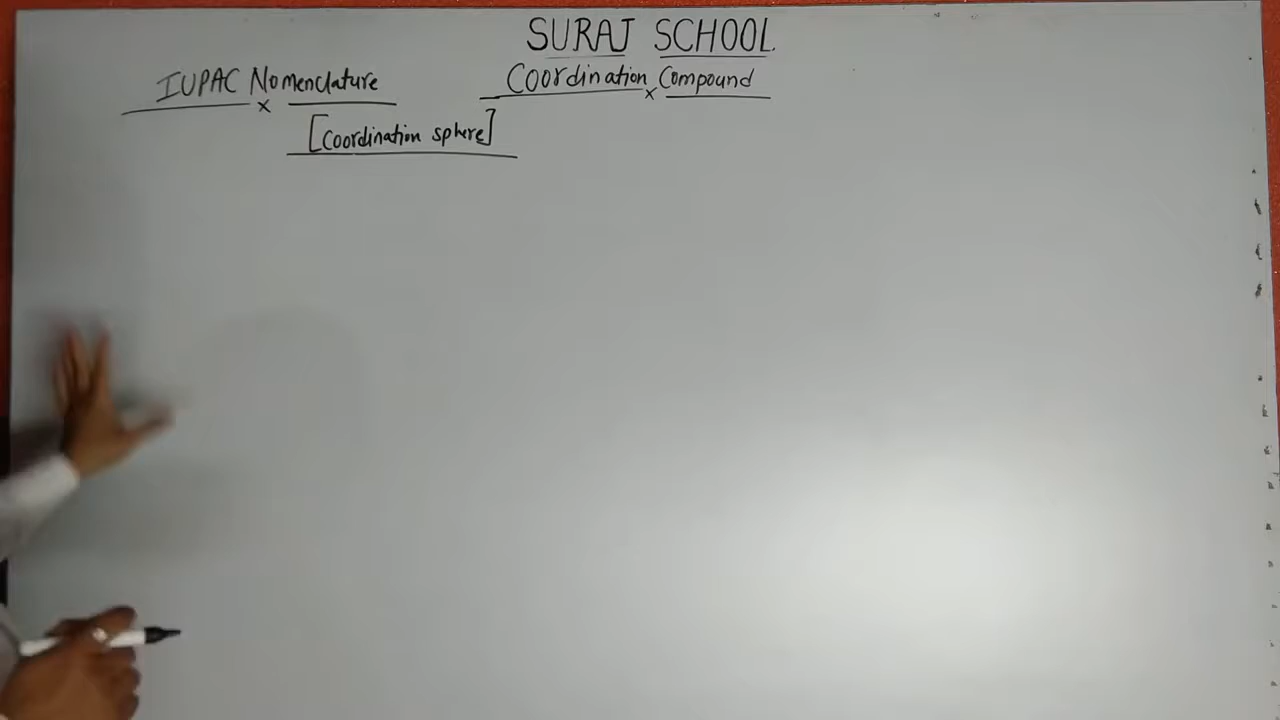 SURAJ SCHOOL.
IUPAC Nomenclature
Coordination Compound
[Coordination sphere]